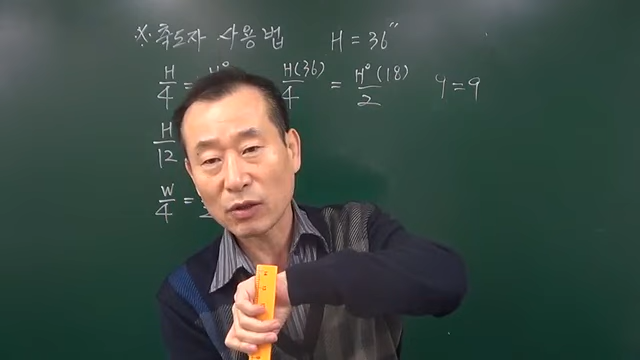 ※ 축도자 사용법 H = 36"
H/4 = H° H(36)/4 = H°(18)/2 9 = 9
H/12
W/4 =